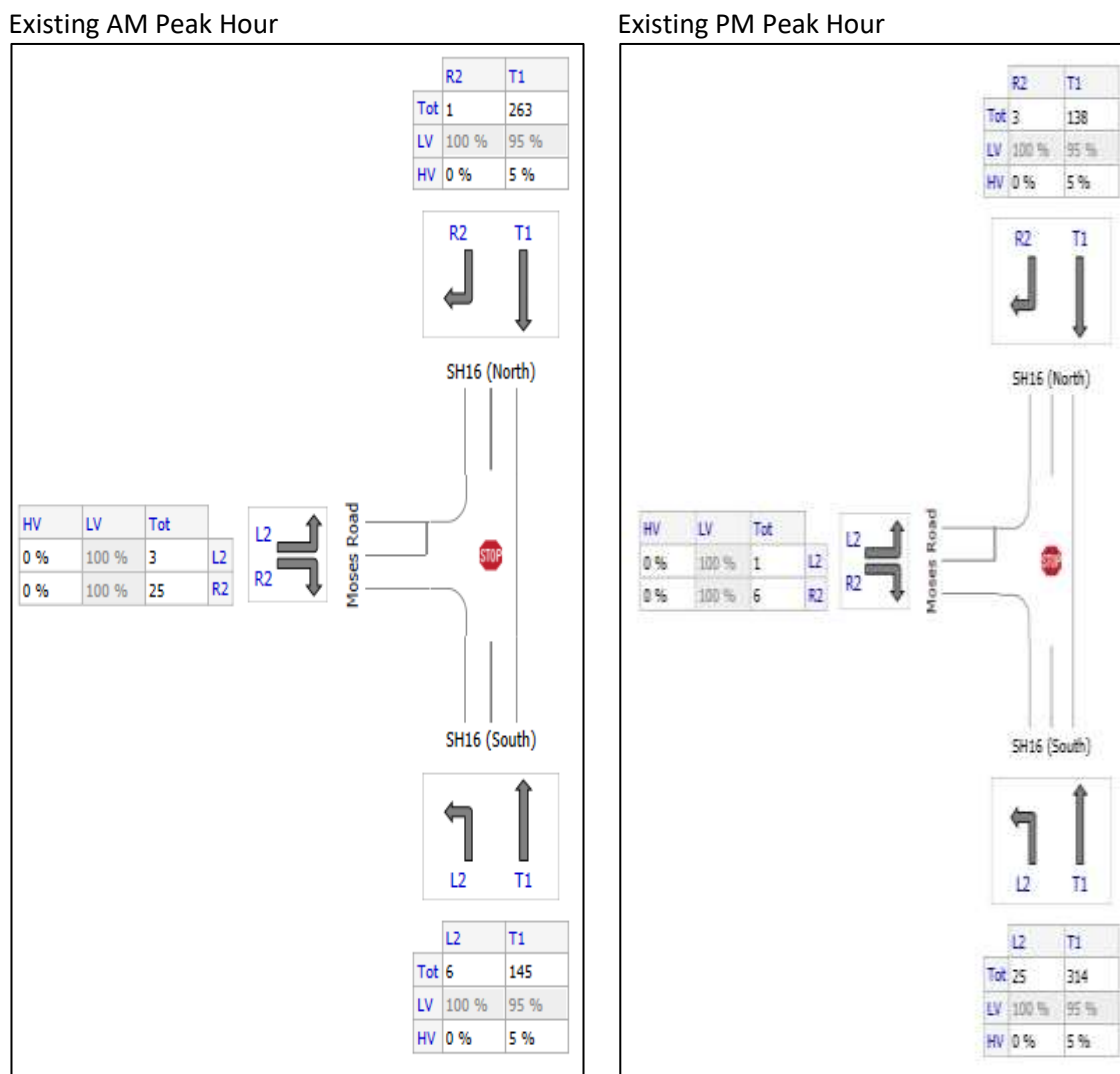 Existing AM Peak Hour
R2 T1
Tot 1 263
LV 100 % 95 %
HV 0 % 5 %
R2 T1
SH16 (North)
HV LV Tot
0 % 100 % 3 L2
0 % 100 % 25 R2
L2
R2
Moses Road
STOP
SH16 (South)
L2 T1
L2 T1
Tot 6 145
LV 100 % 95 %
HV 0 % 5 %
Existing PM Peak Hour
R2 T1
Tot 3 138
LV 100 % 95 %
HV 0 % 5 %
R2 T1
SH16 (North)
HV LV Tot
0 % 100 % 1 L2
0 % 100 % 6 R2
L2
R2
Moses Road
STOP
SH16 (South)
L2 T1
L2 T1
Tot 25 314
LV 100 % 95 %
HV 0 % 5 %